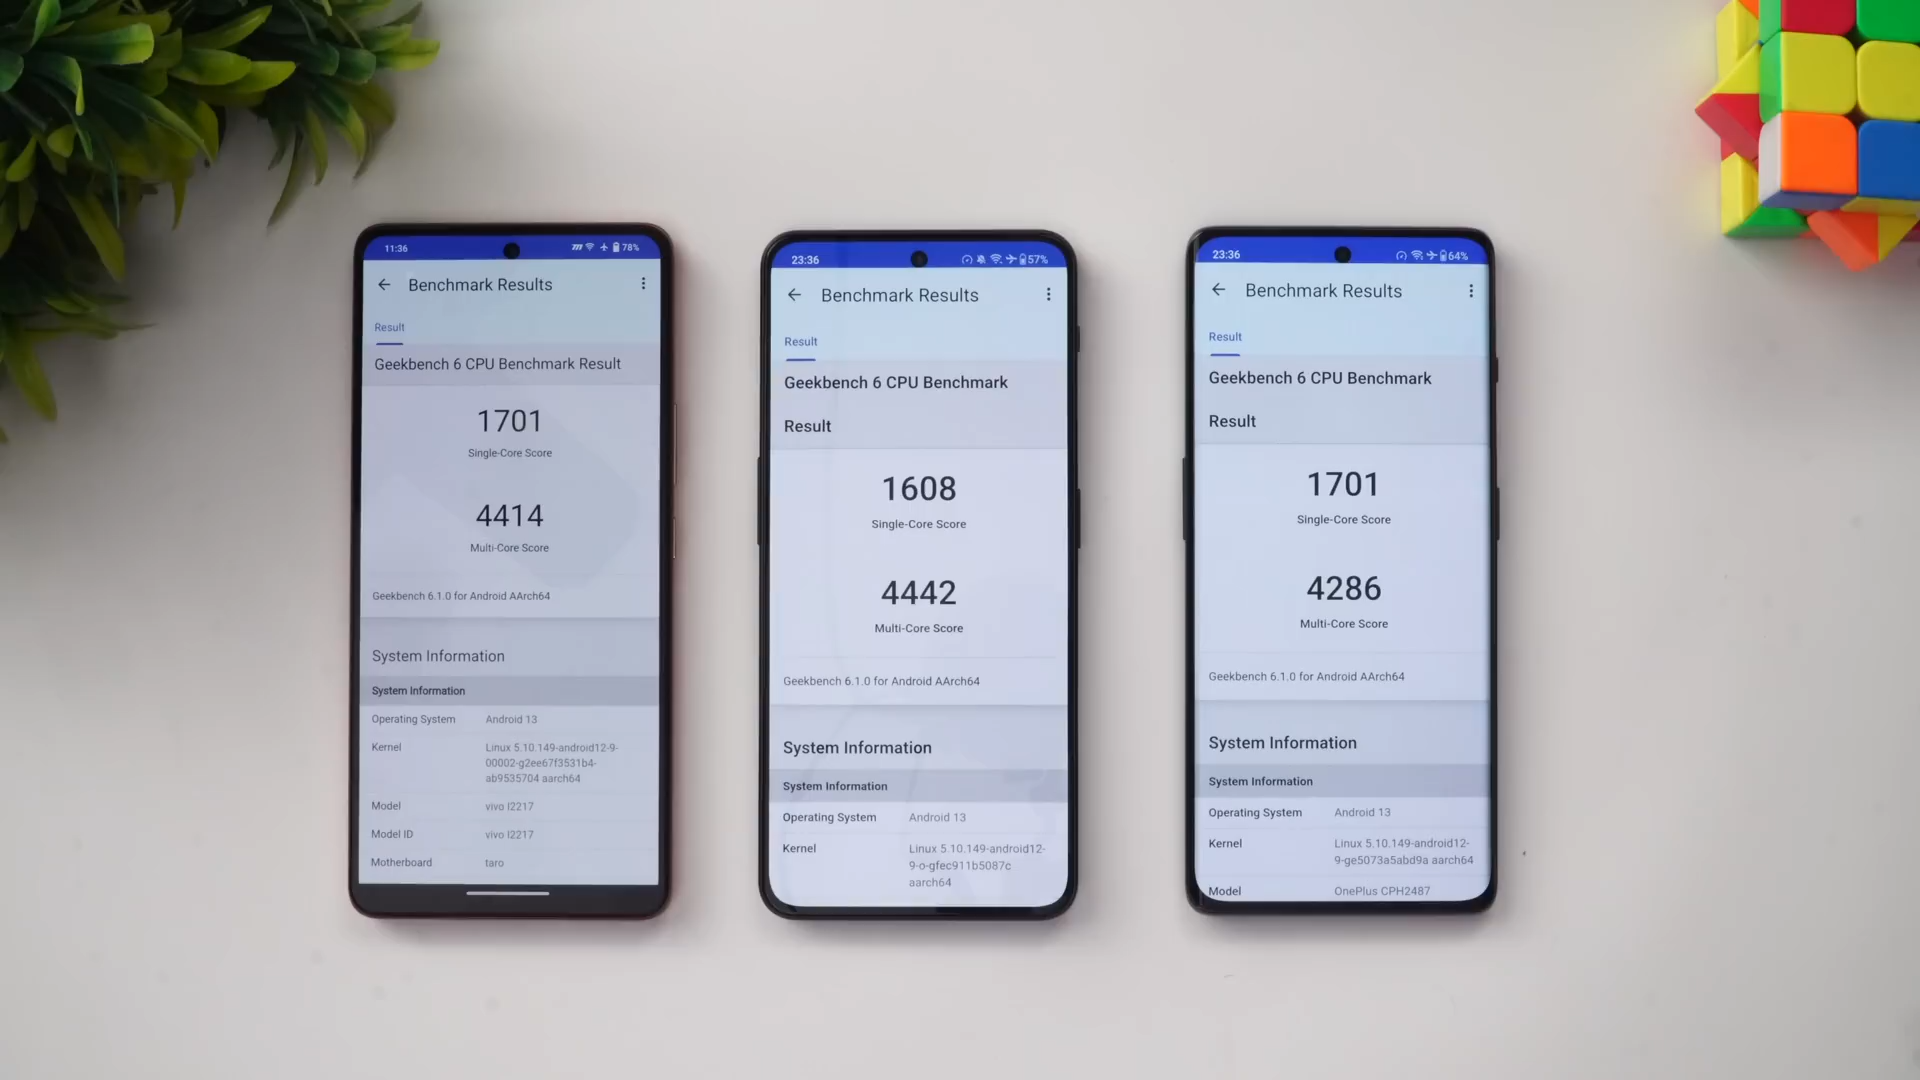 11:36
78%
Benchmark Results
Result
Geekbench 6 CPU Benchmark Result
1701
Single-Core Score
4414
Multi-Core Score
Geekbench 6.1.0 for Android AArch64
System Information
System Information
Operating System Android 13
Kernel Linux 5.10.149-android12-9-
00002-g2ee67f3531b4-
ab9535704 aarch64
Model vivo I2217
Model ID vivo I2217
Motherboard taro
23:36
57%
Benchmark Results
Result
Geekbench 6 CPU Benchmark
Result
1608
Single-Core Score
4442
Multi-Core Score
Geekbench 6.1.0 for Android AArch64
System Information
System Information
Operating System Android 13
Kernel Linux 5.10.149-android12-
9-o-gfec911b5087c
aarch64
23:36
64%
Benchmark Results
Result
Geekbench 6 CPU Benchmark
Result
1701
Single-Core Score
4286
Multi-Core Score
Geekbench 6.1.0 for Android AArch64
System Information
System Information
Operating System Android 13
Kernel Linux 5.10.149-android12-
9-ge5073a5abd9a aarch64
Model OnePlus CPH2487